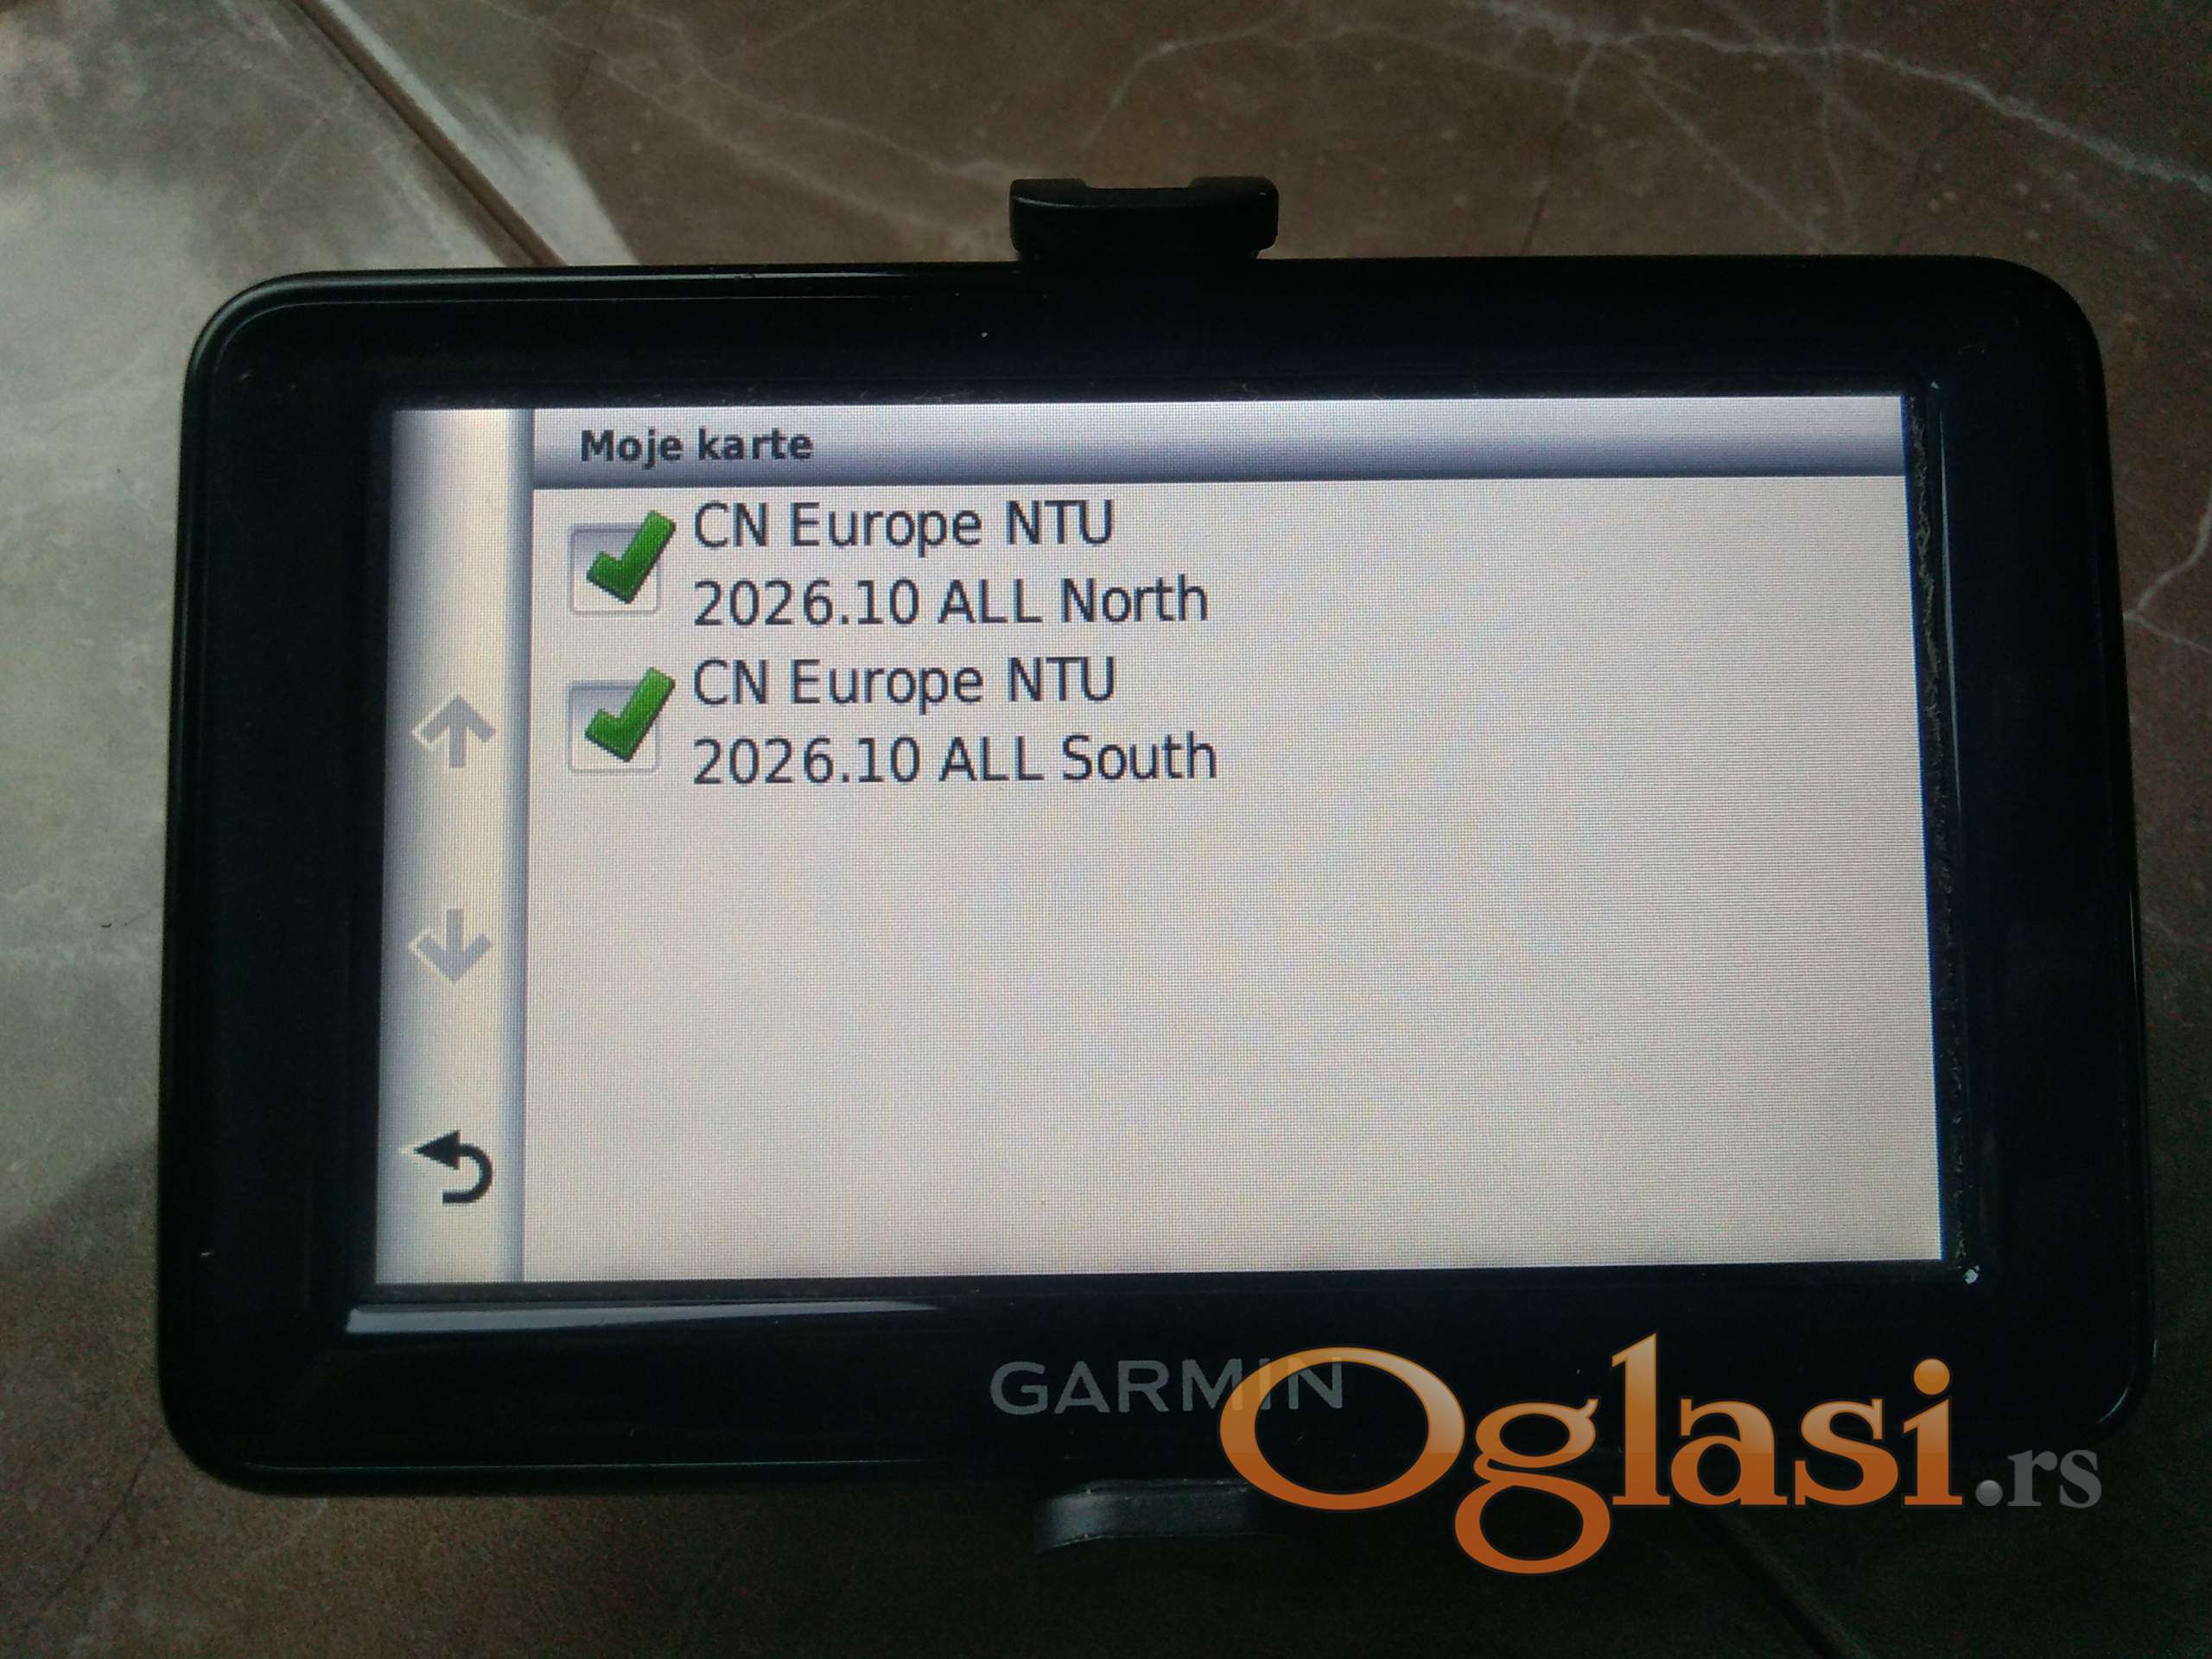 Moje karte
CN Europe NTU
2026.10 ALL North
CN Europe NTU
2026.10 ALL South
GARMIN
Oglasi.rs